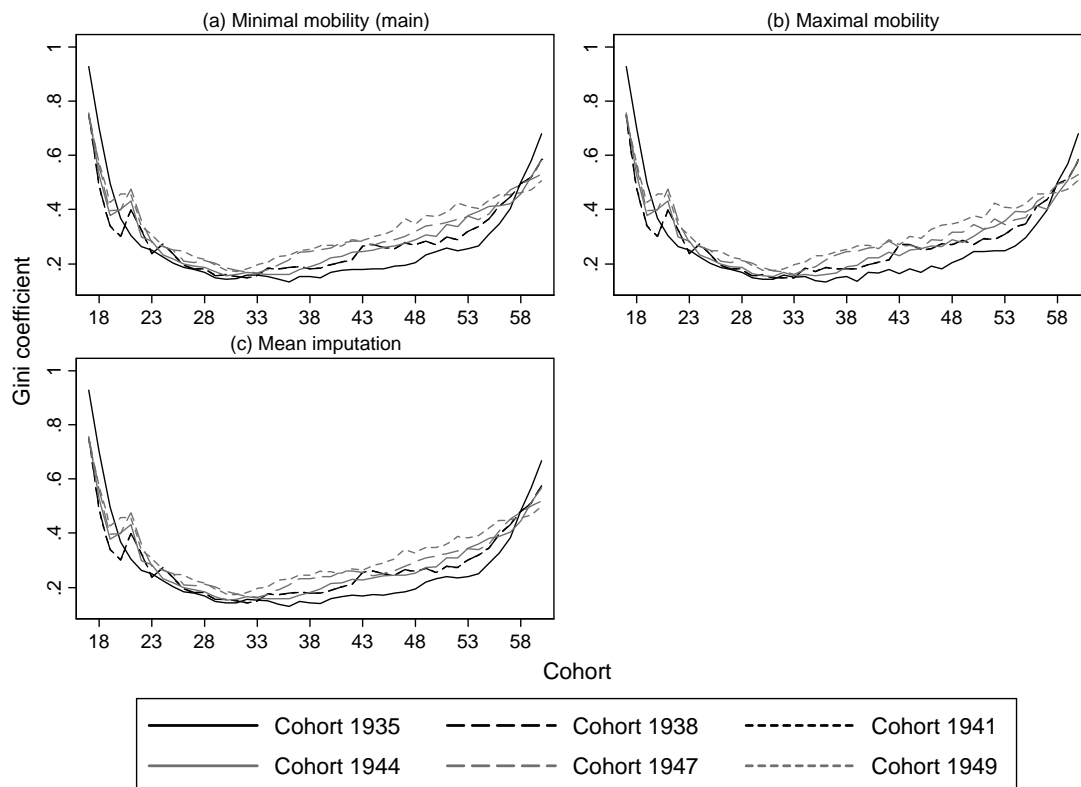 (a) Minimal mobility (main)
(b) Maximal mobility
1
.8
.6
.4
.2
18 23 28 33 38 43 48 53 58
1
.8
.6
.4
.2
18 23 28 33 38 43 48 53 58
(c) Mean imputation
1
.8
.6
.4
.2
18 23 28 33 38 43 48 53 58
Gini coefficient
Cohort
Cohort 1935 Cohort 1938 Cohort 1941
Cohort 1944 Cohort 1947 Cohort 1949